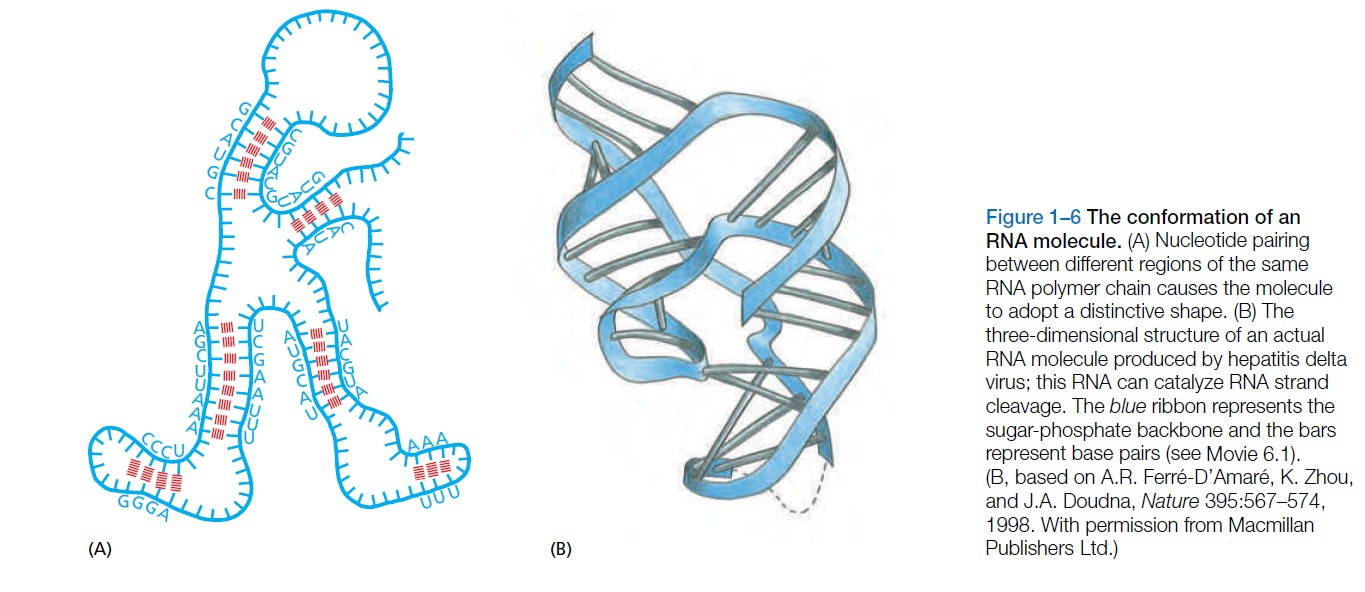 G
C
A
U
G
C
C
G
U
A
C
G
G
U
A
U
C
A
U
A
A
G
C
U
U
A
A
A
U
C
G
A
A
U
U
U
A
U
G
C
A
U
U
A
C
G
U
A
CCCU
GGGA
AAA
UUU
(A)
(B)
Figure 1–6 The conformation of an
RNA molecule. (A) Nucleotide pairing
between different regions of the same
RNA polymer chain causes the molecule
to adopt a distinctive shape. (B) The
three-dimensional structure of an actual
RNA molecule produced by hepatitis delta
virus; this RNA can catalyze RNA strand
cleavage. The blue ribbon represents the
sugar-phosphate backbone and the bars
represent base pairs (see Movie 6.1).
(B, based on A.R. Ferré-D’Amaré, K. Zhou,
and J.A. Doudna, Nature 395:567–574,
1998. With permission from Macmillan
Publishers Ltd.)